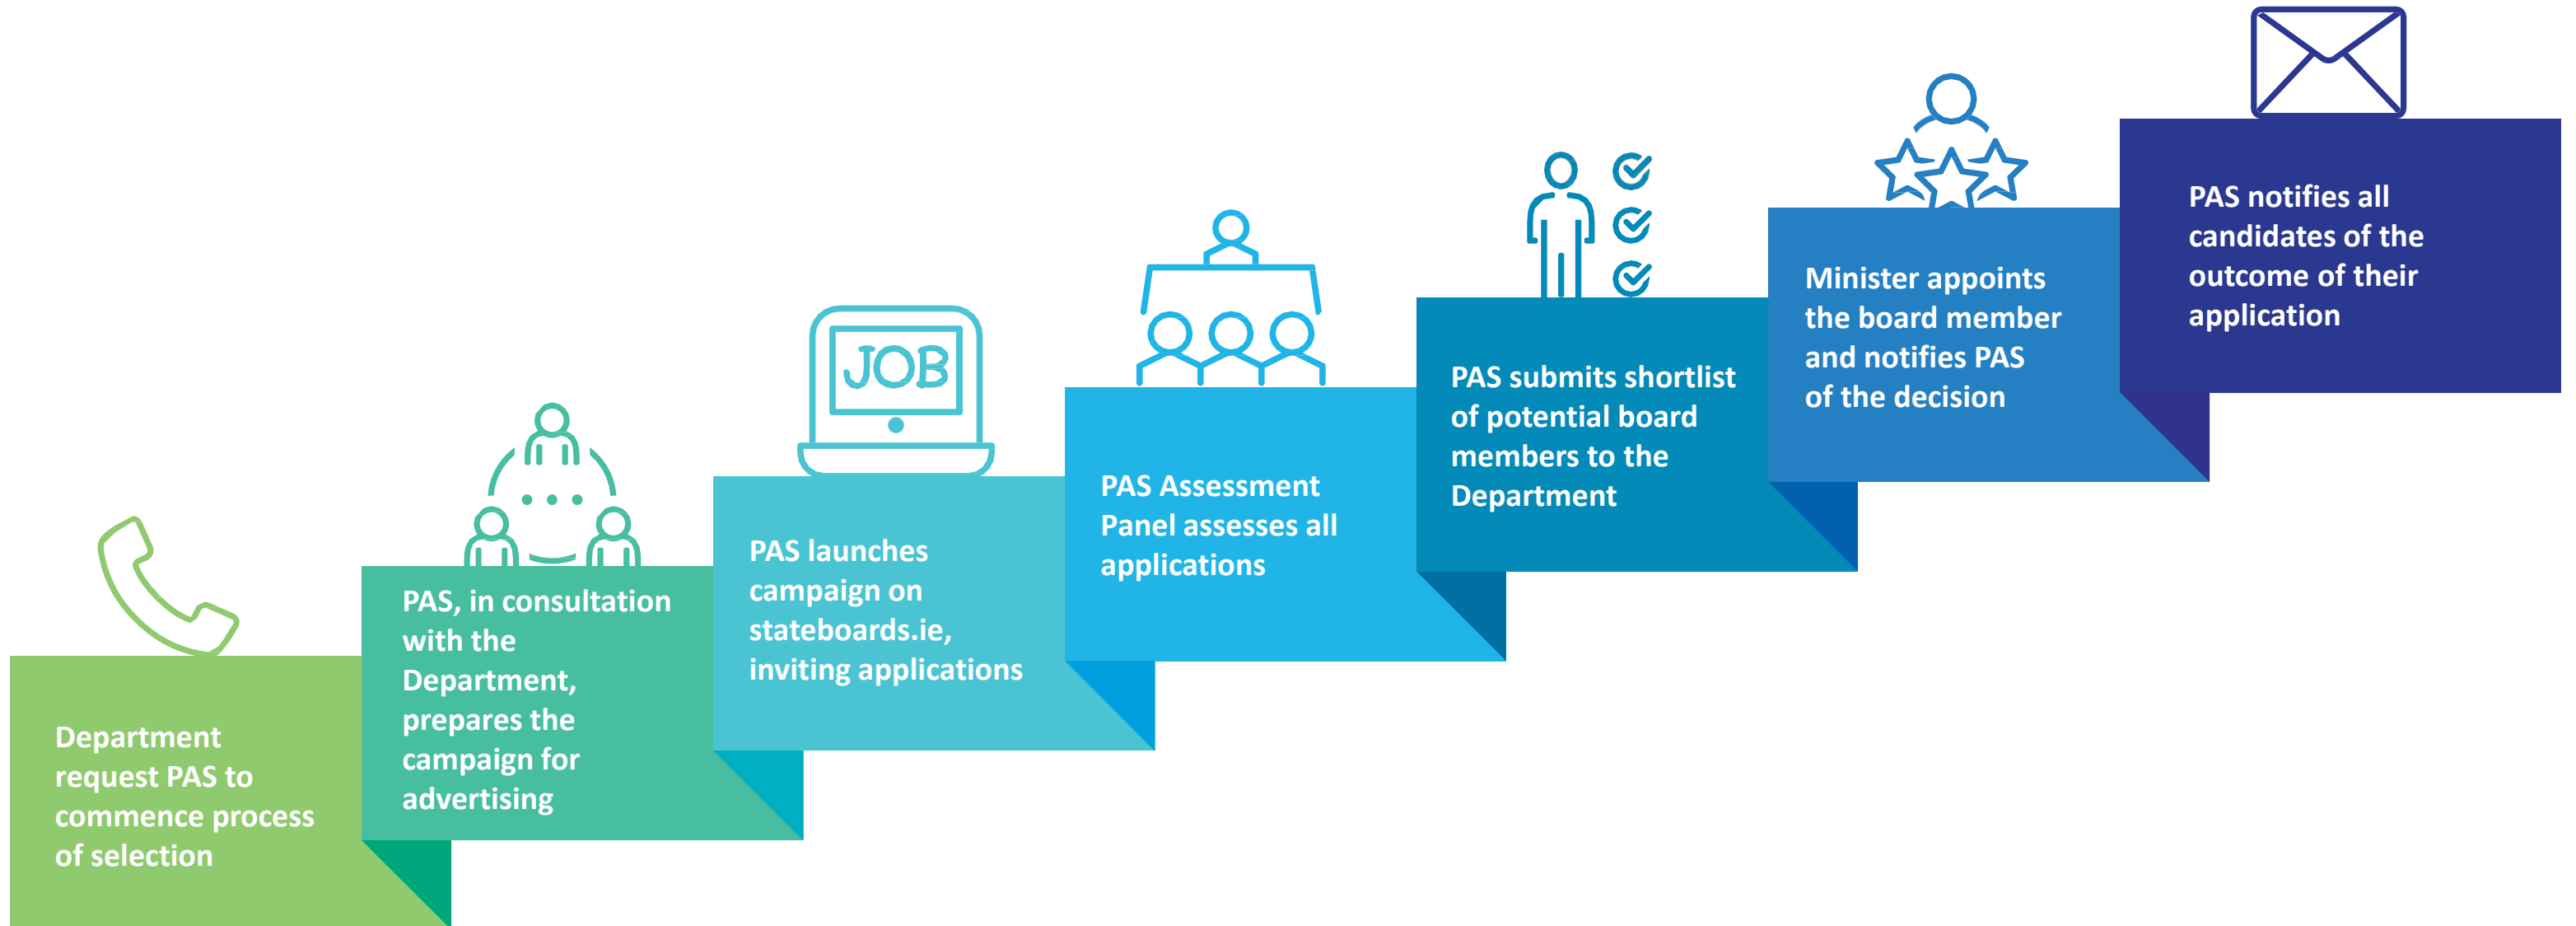 Department
request PAS to
commence process
of selection
PAS, in consultation
with the
Department,
prepares the
campaign for
advertising
JOB
PAS launches
campaign on
stateboards.ie,
inviting applications
PAS Assessment
Panel assesses all
applications
PAS submits shortlist
of potential board
members to the
Department
Minister appoints
the board member
and notifies PAS
of the decision
PAS notifies all
candidates of the
outcome of their
application